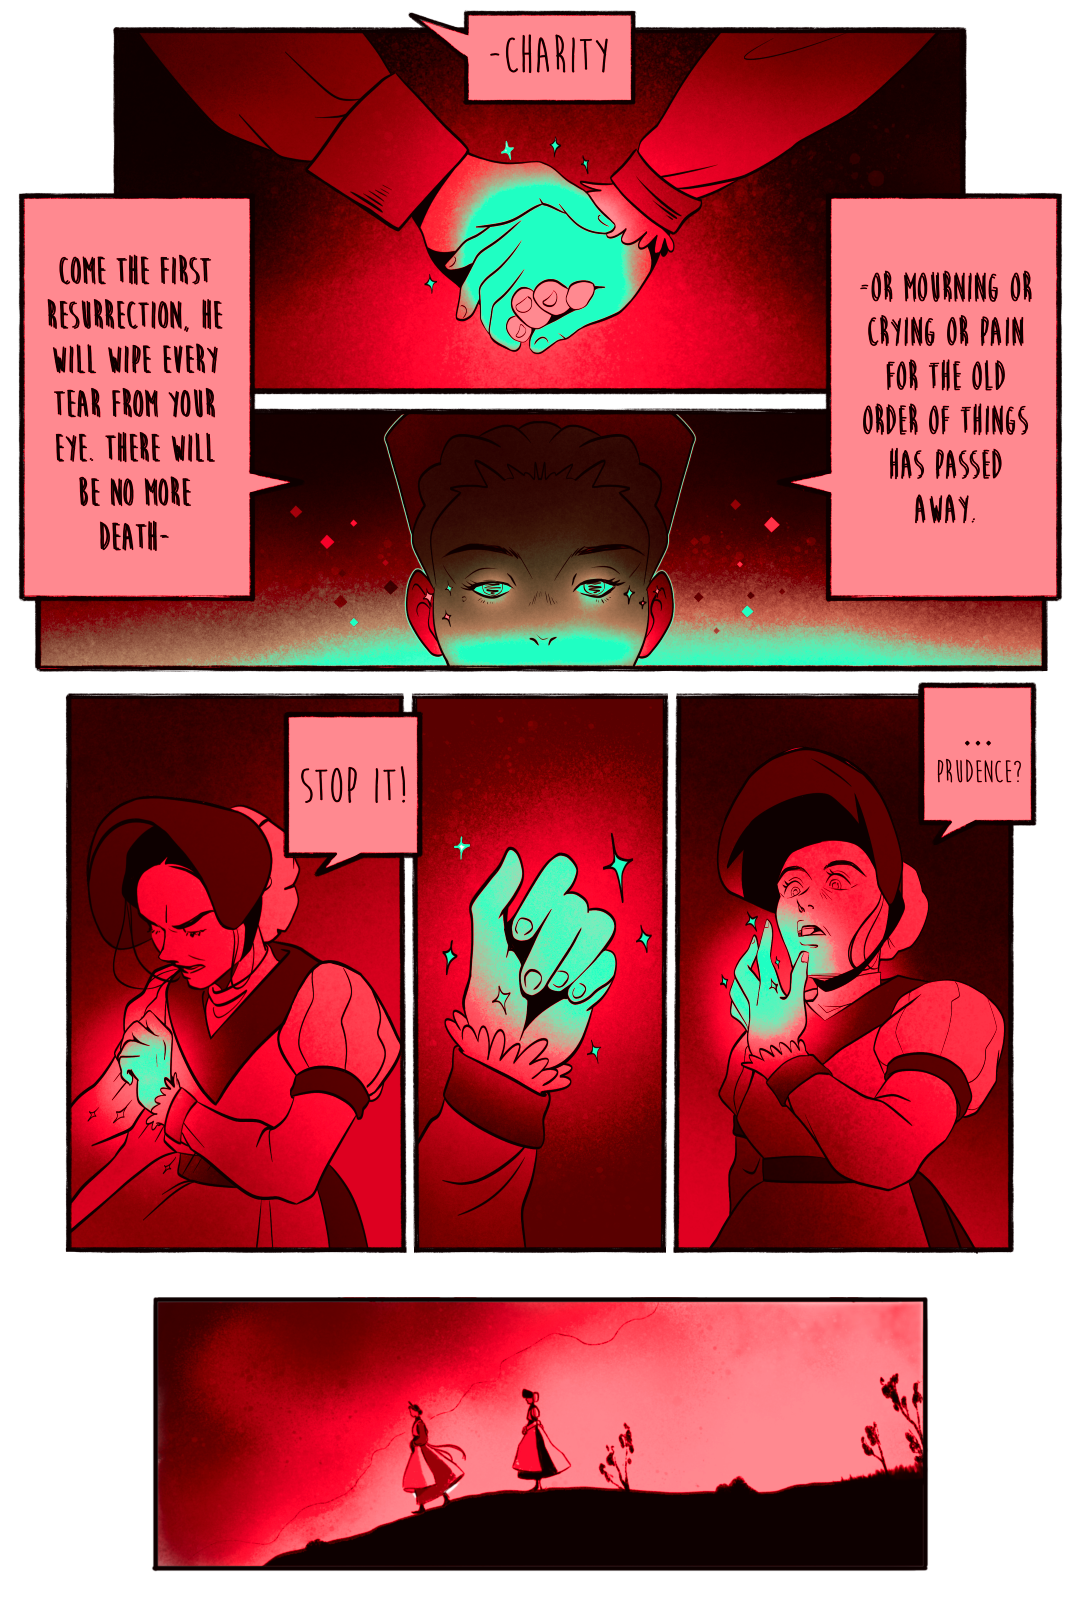 -CHARITY
COME THE FIRST
RESURRECTION, HE
WILL WIPE EVERY
TEAR FROM YOUR
EYE. THERE WILL
BE NO MORE
DEATH-
-OR MOURNING OR
CRYING OR PAIN
FOR THE OLD
ORDER OF THINGS
HAS PASSED
AWAY.
STOP IT!
...
PRUDENCE?